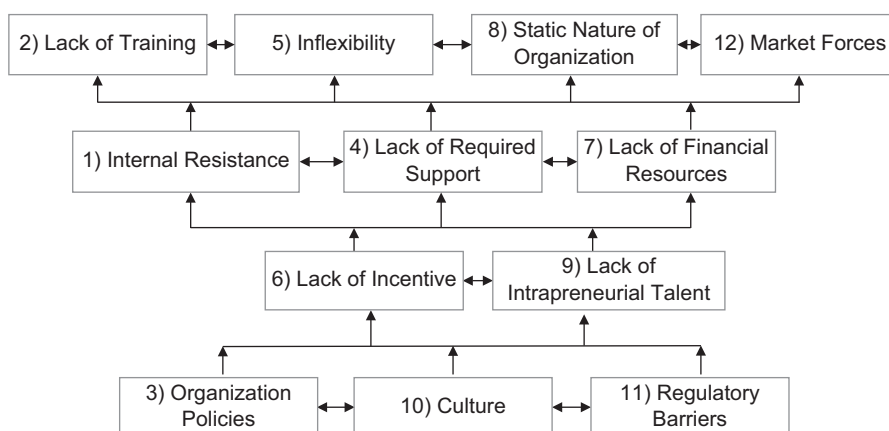 2) Lack of Training
5) Inflexibility
8) Static Nature of
Organization
12) Market Forces
1) Internal Resistance
4) Lack of Required
Support
7) Lack of Financial
Resources
6) Lack of Incentive
9) Lack of
Intrapreneurial Talent
3) Organization
Policies
10) Culture
11) Regulatory
Barriers